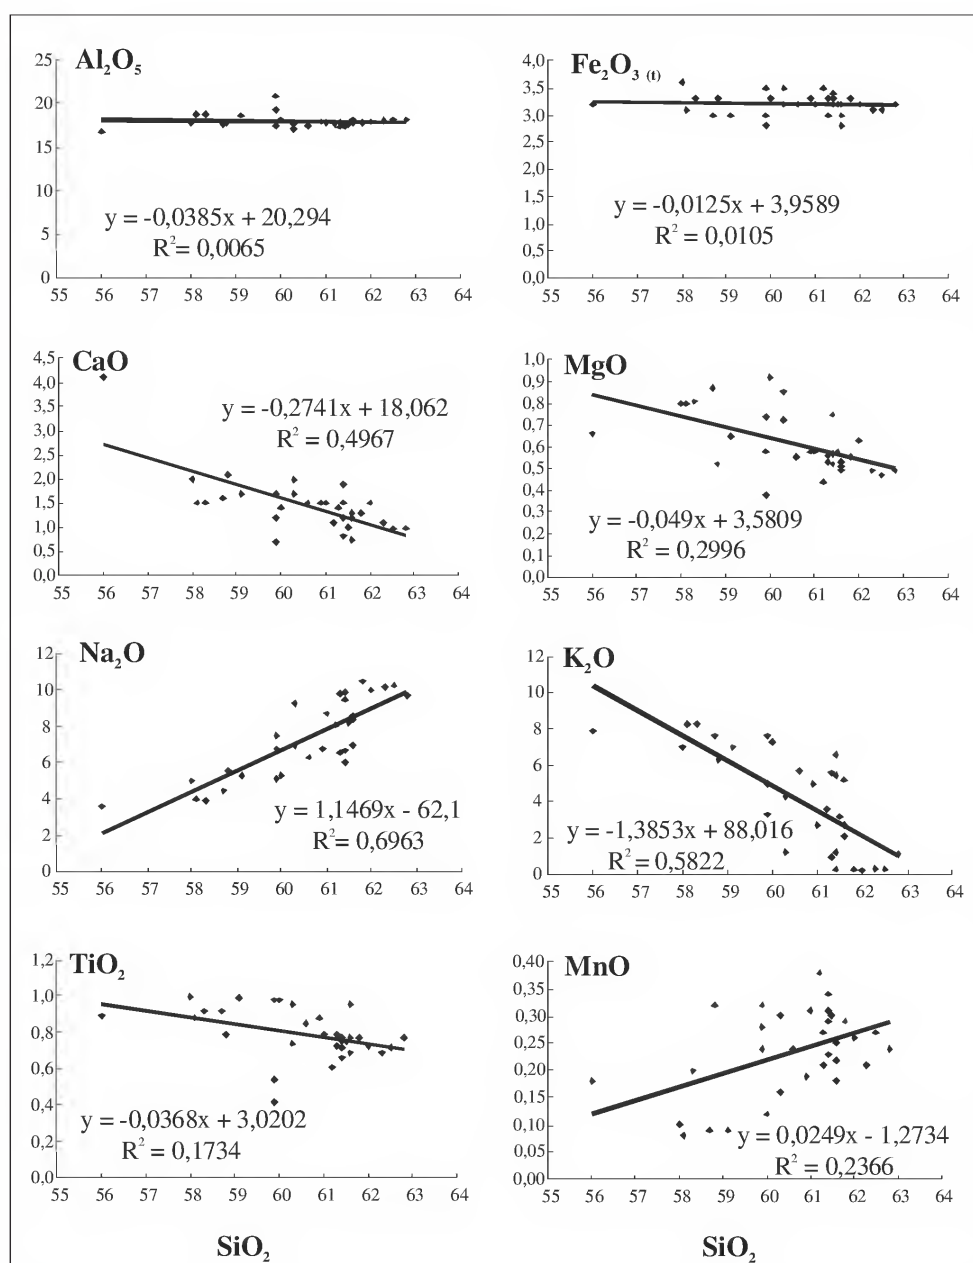 Al₂O₅
25
20
15
10
5
0
y = -0,0385x + 20,294
R² = 0,0065
55 56 57 58 59 60 61 62 63 64
Fe₂O₃ (t)
4,0
3,5
3,0
2,5
2,0
1,5
1,0
0,5
0,0
y = -0,0125x + 3,9589
R² = 0,0105
55 56 57 58 59 60 61 62 63 64
CaO
4,5
4,0
3,5
3,0
2,5
2,0
1,5
1,0
0,5
0,0
y = -0,2741x + 18,062
R² = 0,4967
55 56 57 58 59 60 61 62 63 64
MgO
1,0
0,9
0,8
0,7
0,6
0,5
0,4
0,3
0,2
0,1
0,0
y = -0,049x + 3,5809
R² = 0,2996
55 56 57 58 59 60 61 62 63 64
Na₂O
12
10
8
6
4
2
0
y = 1,1469x - 62,1
R² = 0,6963
55 56 57 58 59 60 61 62 63 64
K₂O
12
10
8
6
4
2
0
y = -1,3853x + 88,016
R² = 0,5822
55 56 57 58 59 60 61 62 63 64
TiO₂
1,2
1,0
0,8
0,6
0,4
0,2
0,0
y = -0,0368x + 3,0202
R² = 0,1734
55 56 57 58 59 60 61 62 63 64
SiO₂
MnO
0,40
0,35
0,30
0,25
0,20
0,15
0,10
0,05
0,00
y = 0,0249x - 1,2734
R² = 0,2366
55 56 57 58 59 60 61 62 63 64
SiO₂